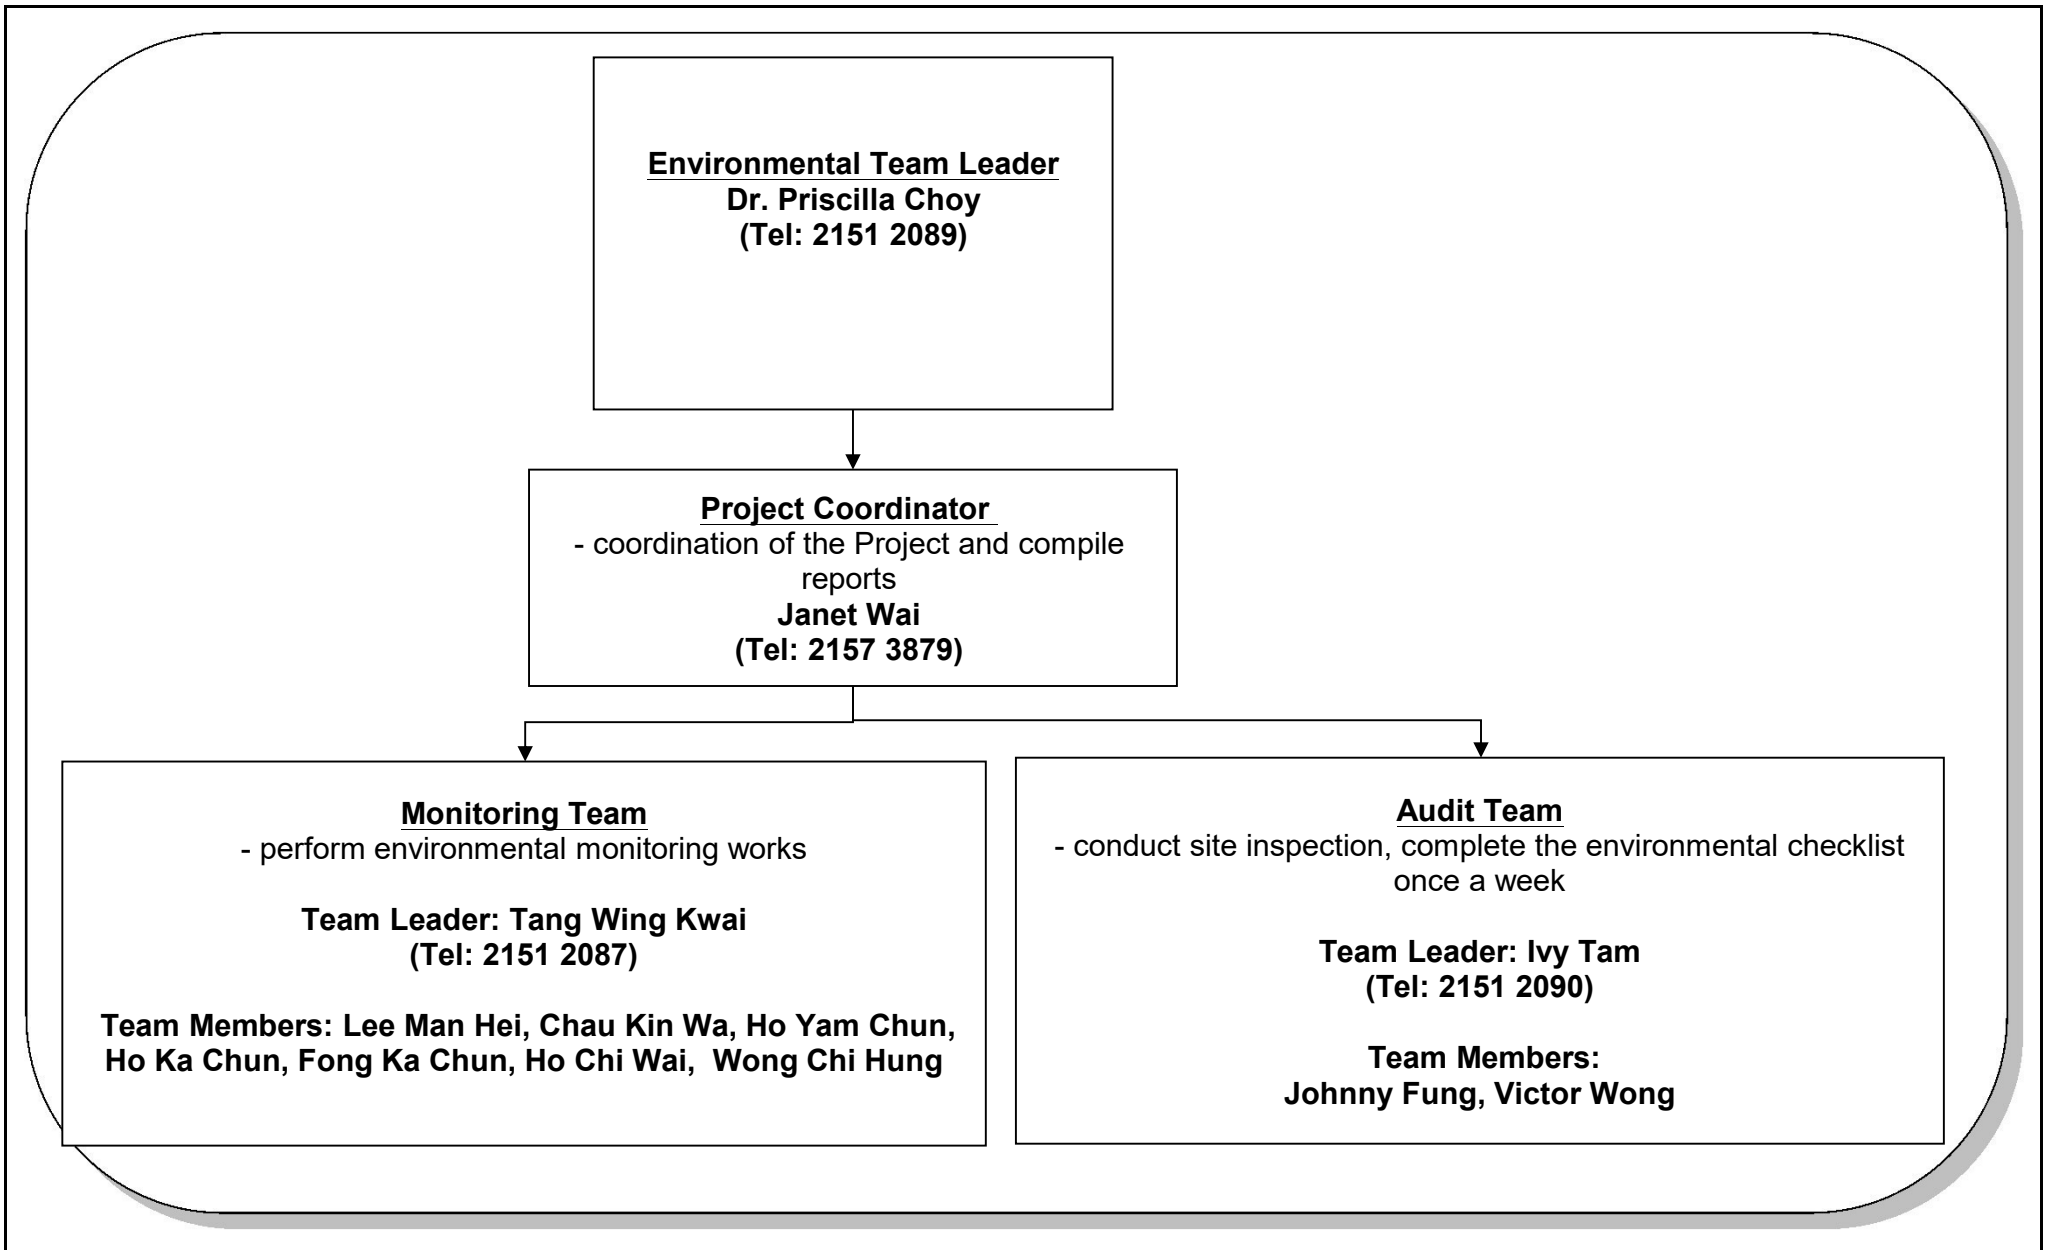 Environmental Team Leader
Dr. Priscilla Choy
(Tel: 2151 2089)
Project Coordinator
- coordination of the Project and compile
reports
Janet Wai
(Tel: 2157 3879)
Monitoring Team
- perform environmental monitoring works
Team Leader: Tang Wing Kwai
(Tel: 2151 2087)
Team Members: Lee Man Hei, Chau Kin Wa, Ho Yam Chun,
Ho Ka Chun, Fong Ka Chun, Ho Chi Wai,  Wong Chi Hung
Audit Team
- conduct site inspection, complete the environmental checklist
once a week
Team Leader: Ivy Tam
(Tel: 2151 2090)
Team Members:
Johnny Fung, Victor Wong